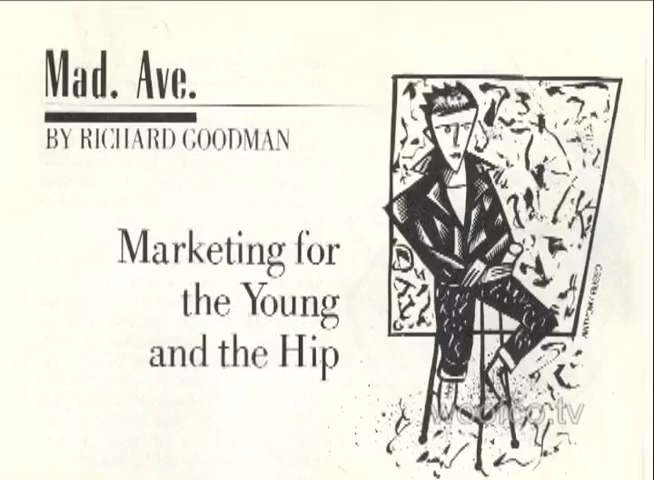 Mad. Ave.
BY RICHARD GOODMAN
Marketing for
the Young
and the Hip